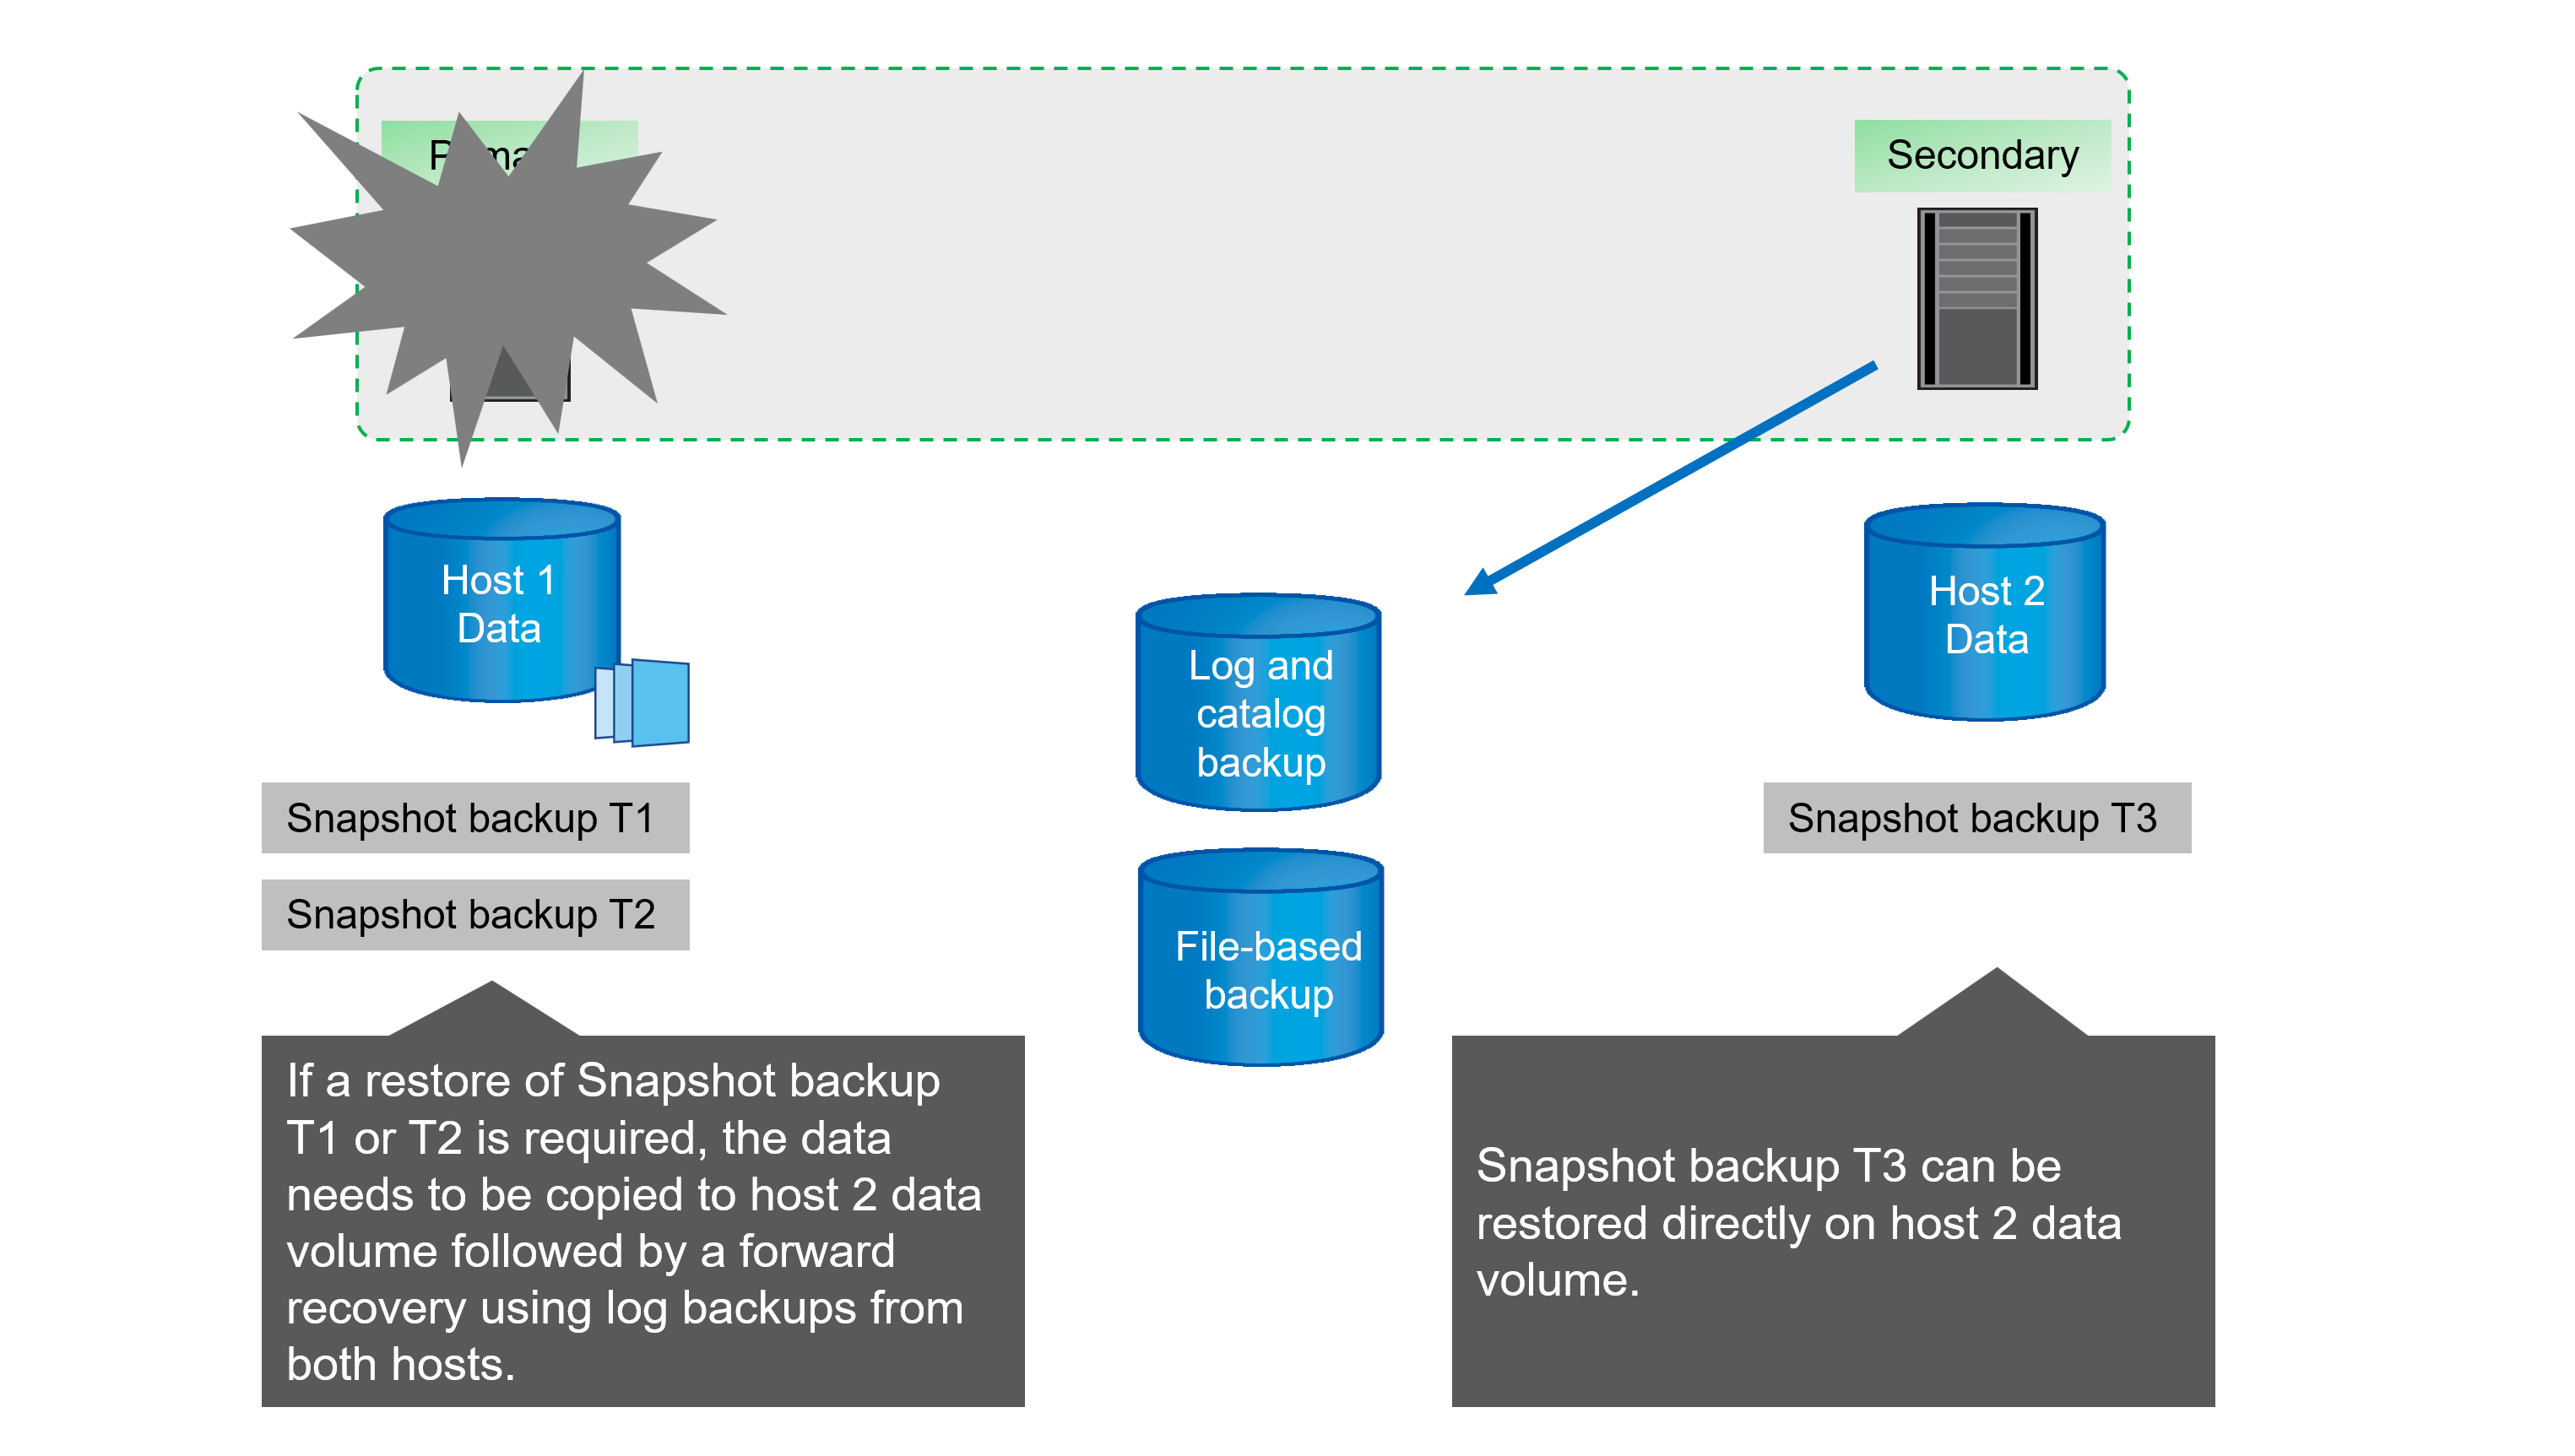 Secondary
Host 1
Data
Host 2
Data
Log and
catalog
backup
Snapshot backup T1
Snapshot backup T3
Snapshot backup T2
File-based
backup
If a restore of Snapshot backup
T1 or T2 is required, the data
needs to be copied to host 2 data
volume followed by a forward
recovery using log backups from
both hosts.
Snapshot backup T3 can be
restored directly on host 2 data
volume.